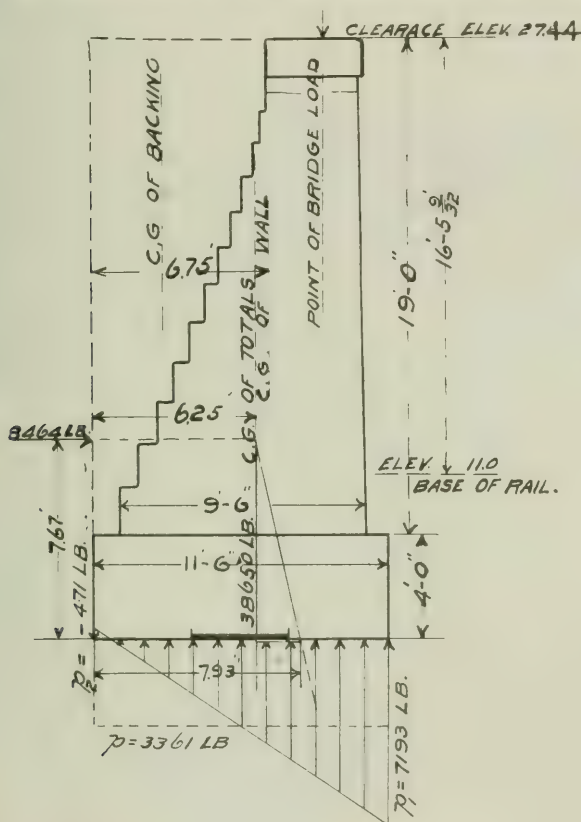 CLEARACE ELEV. 27.44
C.G OF BACKING
POINT OF BRIDGE LOAD
16'-5 9/32"
19'-0"
6.75'
C.G. OF TOTALS
C.G. OF WALL
6.25
8464 LB.
ELEV. 11.0
BASE OF RAIL.
9'-6"
7.67'
11'-6"
38650 LB.
4'-0"
p2 = -471 LB.
7.93'
p = 3361 LB
p1 = 7193 LB.